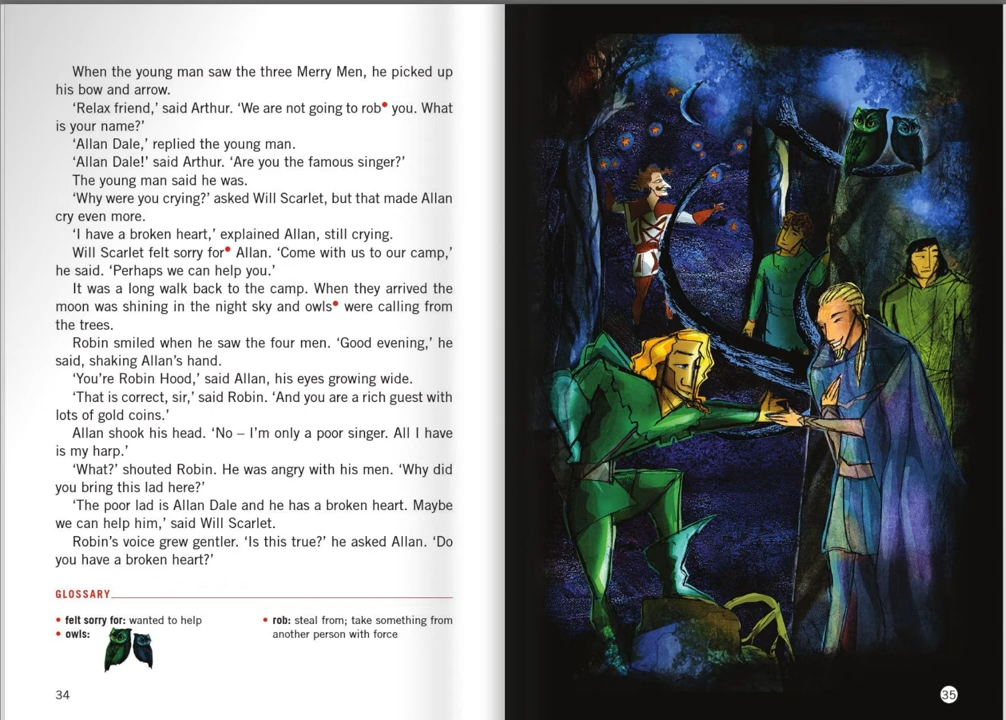 When the young man saw the three Merry Men, he picked up
his bow and arrow.
‘Relax friend,’ said Arthur. ‘We are not going to rob• you. What
is your name?’
‘Allan Dale,’ replied the young man.
‘Allan Dale!’ said Arthur. ‘Are you the famous singer?’
The young man said he was.
‘Why were you crying?’ asked Will Scarlet, but that made Allan
cry even more.
‘I have a broken heart,’ explained Allan, still crying.
Will Scarlet felt sorry for• Allan. ‘Come with us to our camp,’
he said. ‘Perhaps we can help you.’
It was a long walk back to the camp. When they arrived the
moon was shining in the night sky and owls• were calling from
the trees.
Robin smiled when he saw the four men. ‘Good evening,’ he
said, shaking Allan’s hand.
‘You’re Robin Hood,’ said Allan, his eyes growing wide.
‘That is correct, sir,’ said Robin. ‘And you are a rich guest with
lots of gold coins.’
Allan shook his head. ‘No – I’m only a poor singer. All I have
is my harp.’
‘What?’ shouted Robin. He was angry with his men. ‘Why did
you bring this lad here?’
‘The poor lad is Allan Dale and he has a broken heart. Maybe
we can help him,’ said Will Scarlet.
Robin’s voice grew gentler. ‘Is this true?’ he asked Allan. ‘Do
you have a broken heart?’
GLOSSARY
• felt sorry for: wanted to help
• owls:
• rob: steal from; take something from
another person with force
34
35